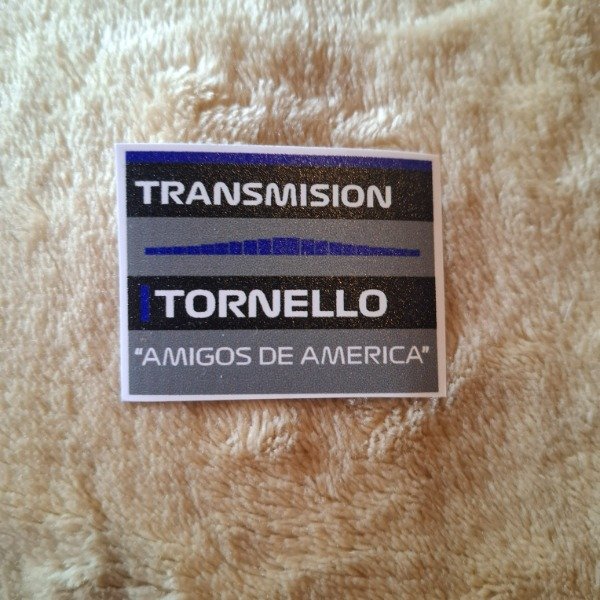 TRANSMISION
TORNELLO
"AMIGOS DE AMERICA"